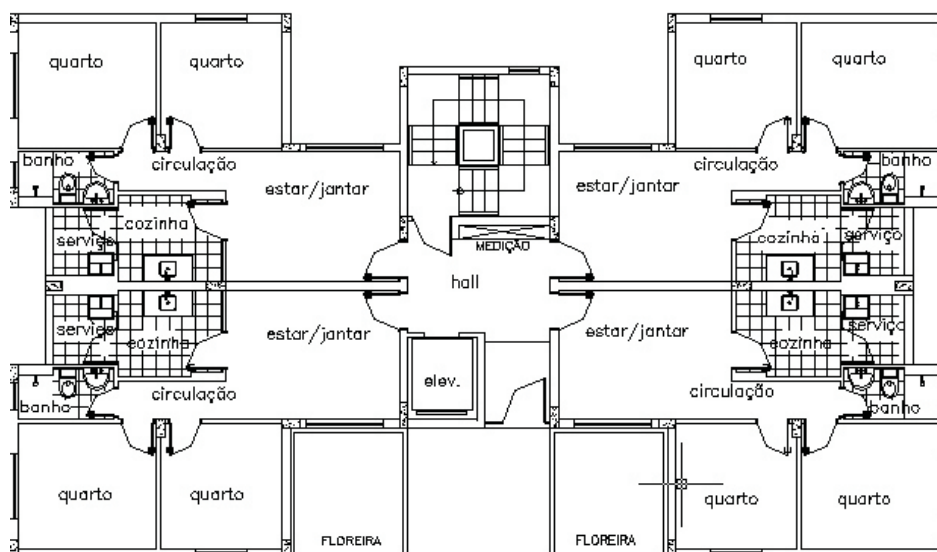 quarto
quarto
quarto
quarto
banho
circulação
circulação
banho
estar/jantar
estar/jantar
cozinha
cozinha
serviço
serviço
MEDIÇÃO
hall
serviço
serviço
estar/jantar
estar/jantar
cozinha
cozinha
elev.
circulação
circulação
banho
banho
quarto
quarto
quarto
quarto
FLOREIRA
FLOREIRA